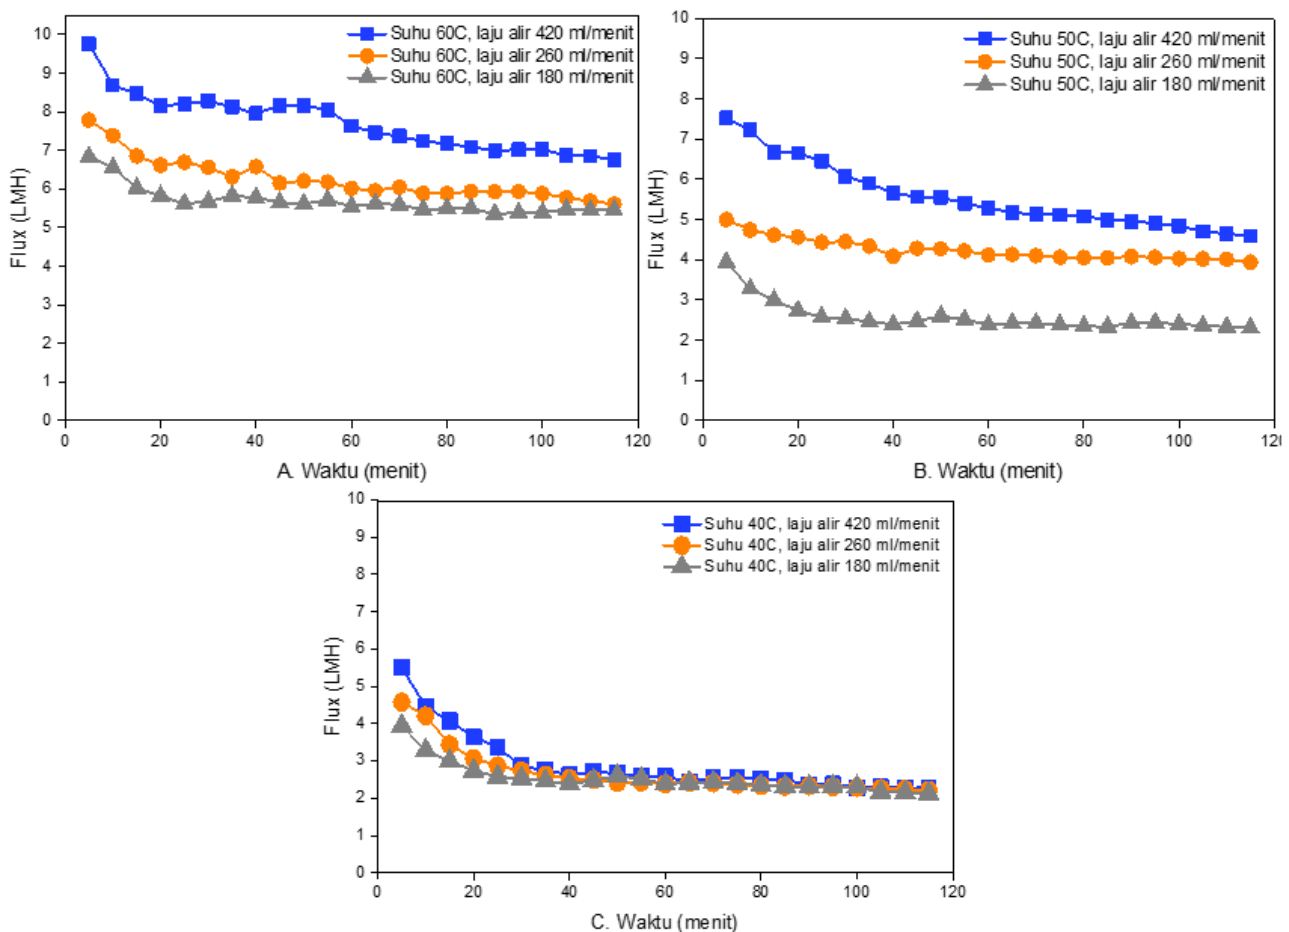 Suhu 60C, laju alir 420 ml/menit
Suhu 60C, laju alir 260 ml/menit
Suhu 60C, laju alir 180 ml/menit
10
9
8
7
6
5
4
3
2
1
0
Flux (LMH)
0 20 40 60 80 100 120
A. Waktu (menit)
Suhu 50C, laju alir 420 ml/menit
Suhu 50C, laju alir 260 ml/menit
Suhu 50C, laju alir 180 ml/menit
10
9
8
7
6
5
4
3
2
1
0
Flux (LMH)
0 20 40 60 80 100 120
B. Waktu (menit)
Suhu 40C, laju alir 420 ml/menit
Suhu 40C, laju alir 260 ml/menit
Suhu 40C, laju alir 180 ml/menit
10
9
8
7
6
5
4
3
2
1
0
Flux (LMH)
0 20 40 60 80 100 120
C. Waktu (menit)